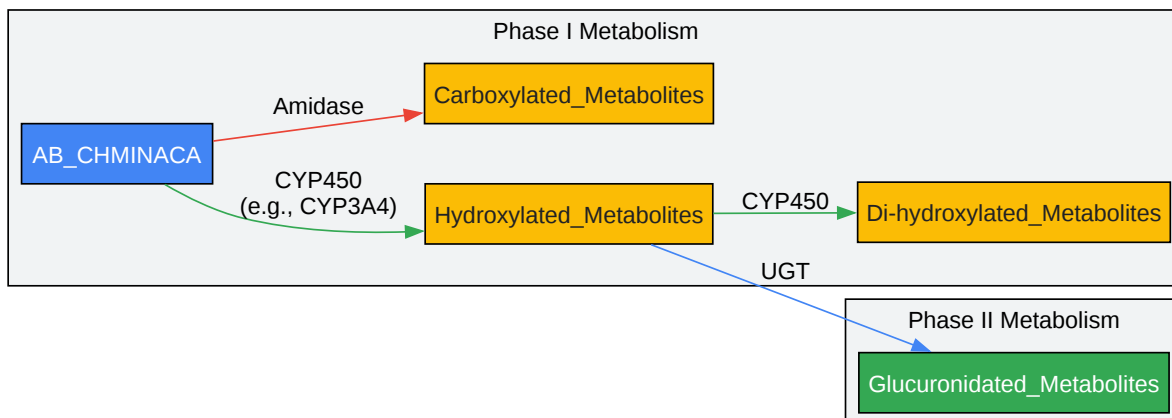 Phase I Metabolism
Carboxylated_Metabolites
Amidase
AB_CHMINACA
CYP450
(e.g., CYP3A4)
Hydroxylated_Metabolites
CYP450
Di-hydroxylated_Metabolites
UGT
Phase II Metabolism
Glucuronidated_Metabolites